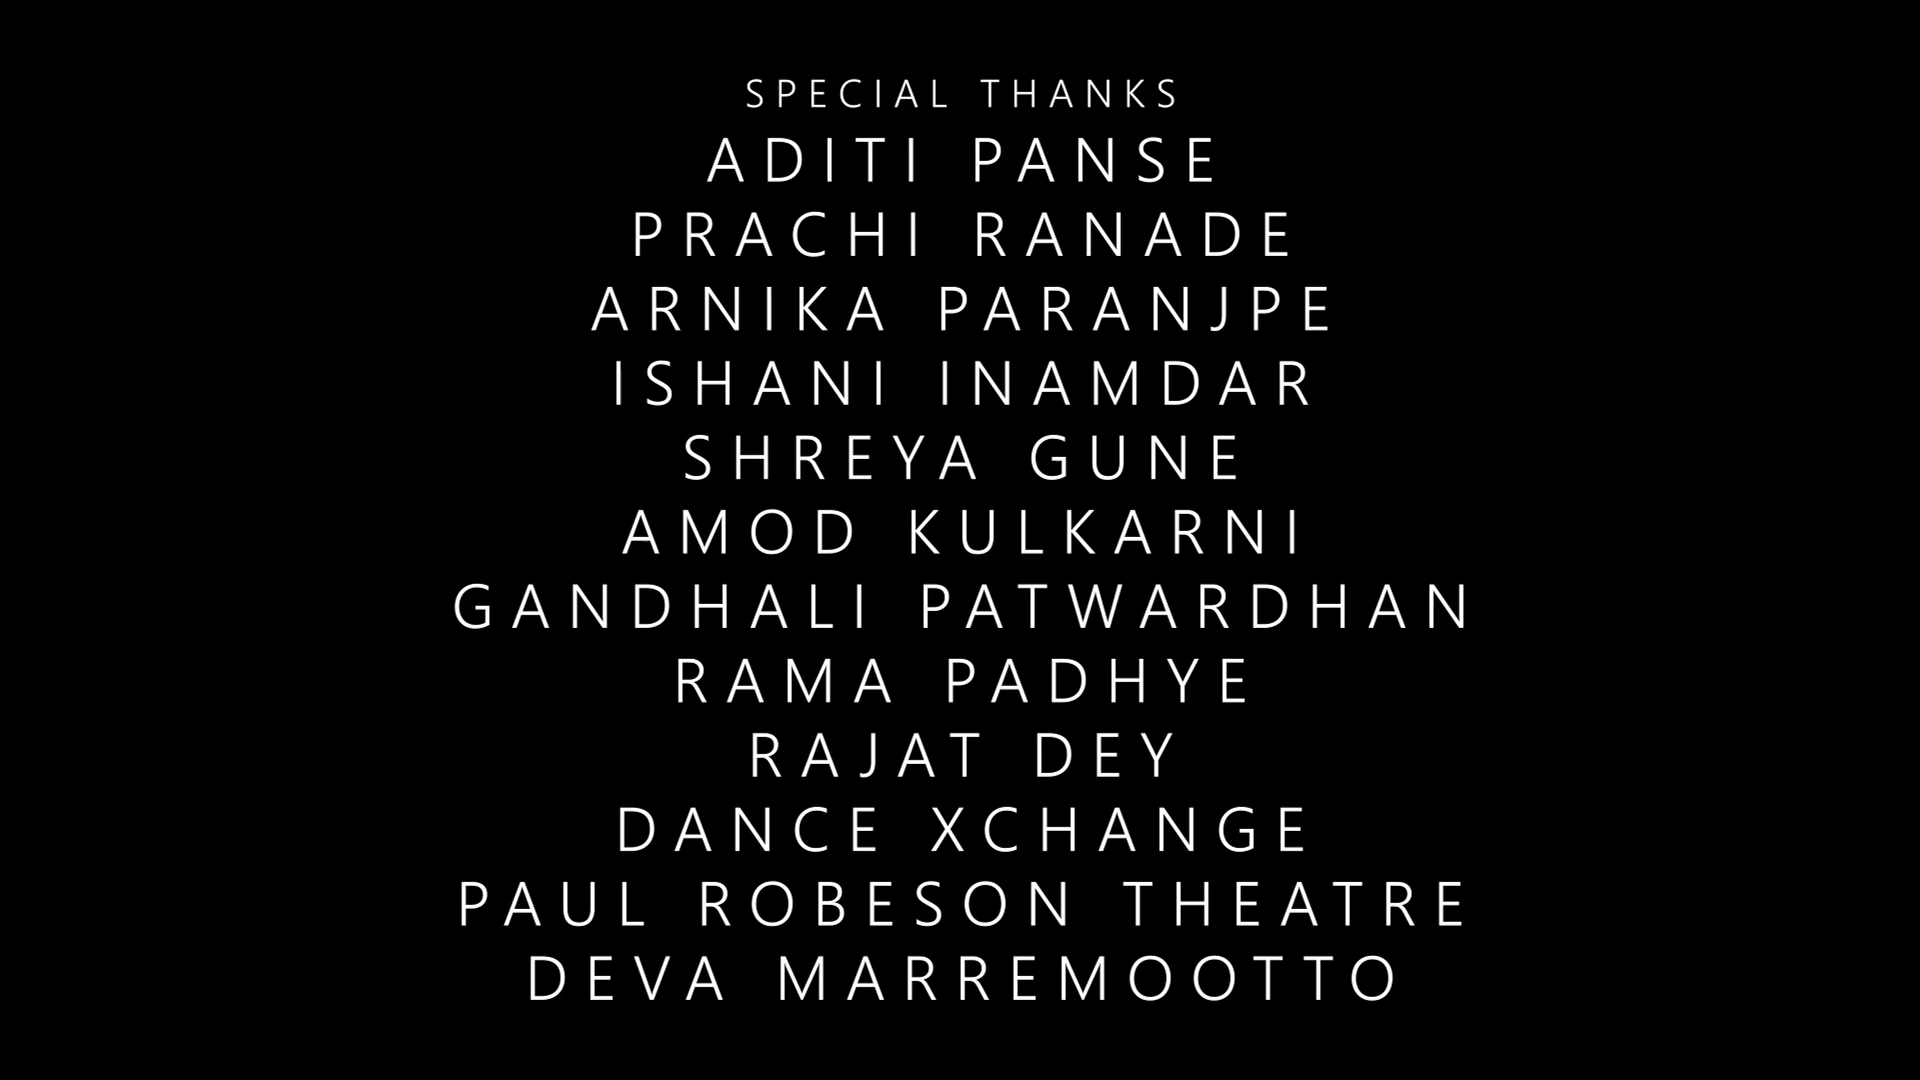 SPECIAL THANKS
ADITI PANSE
PRACHI RANADE
ARNIKA PARANJPE
ISHANI INAMDAR
SHREYA GUNE
AMOD KULKARNI
GANDHALI PATWARDHAN
RAMA PADHYE
RAJAT DEY
DANCE XCHANGE
PAUL ROBESON THEATRE
DEVA MARREMOOTTO